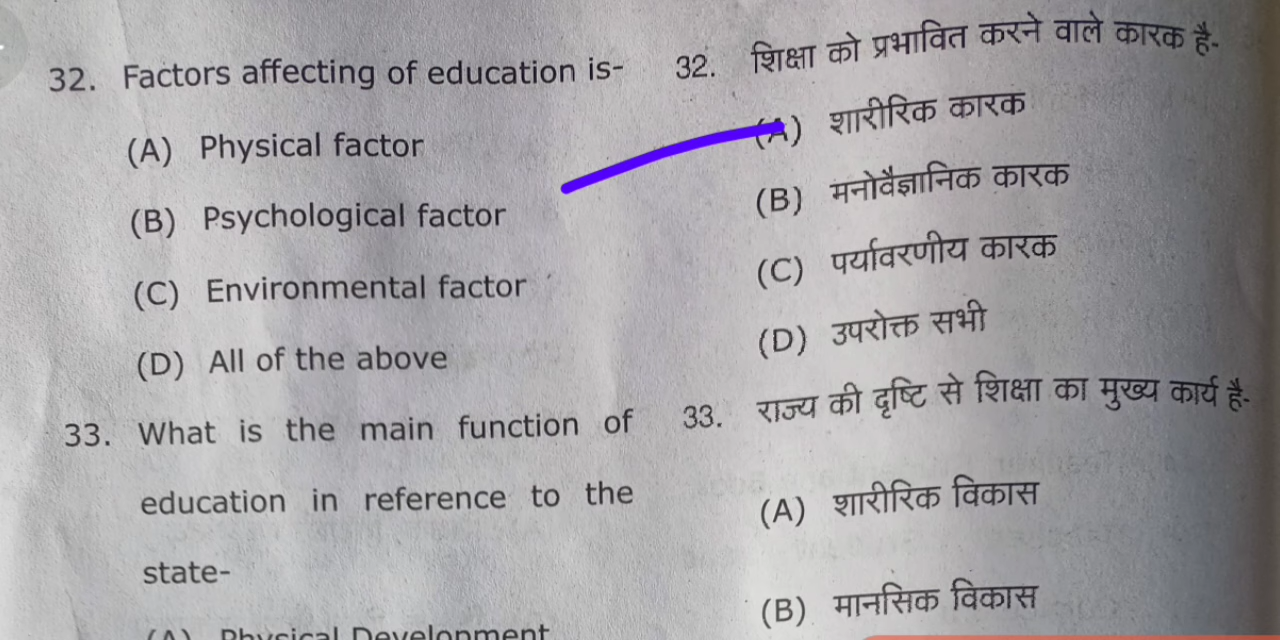 32. Factors affecting of education is-
(A) Physical factor
(B) Psychological factor
(C) Environmental factor
(D) All of the above
33. What is the main function of
education in reference to the
state-
(A) Physical Development
32. शिक्षा को प्रभावित करने वाले कारक है-
(A) शारीरिक कारक
(B) मनोवैज्ञानिक कारक
(C) पर्यावरणीय कारक
(D) उपरोक्त सभी
33. राज्य की दृष्टि से शिक्षा का मुख्य कार्य है-
(A) शारीरिक विकास
(B) मानसिक विकास